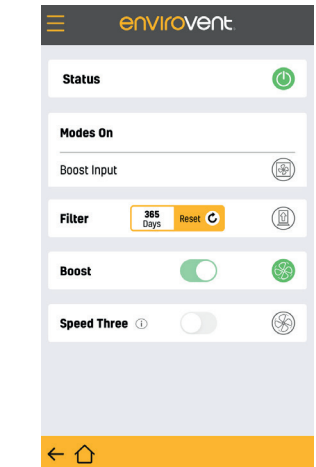 envirovent
Status
Modes On
Boost Input
Filter
365
Days
Reset
Boost
Speed Three